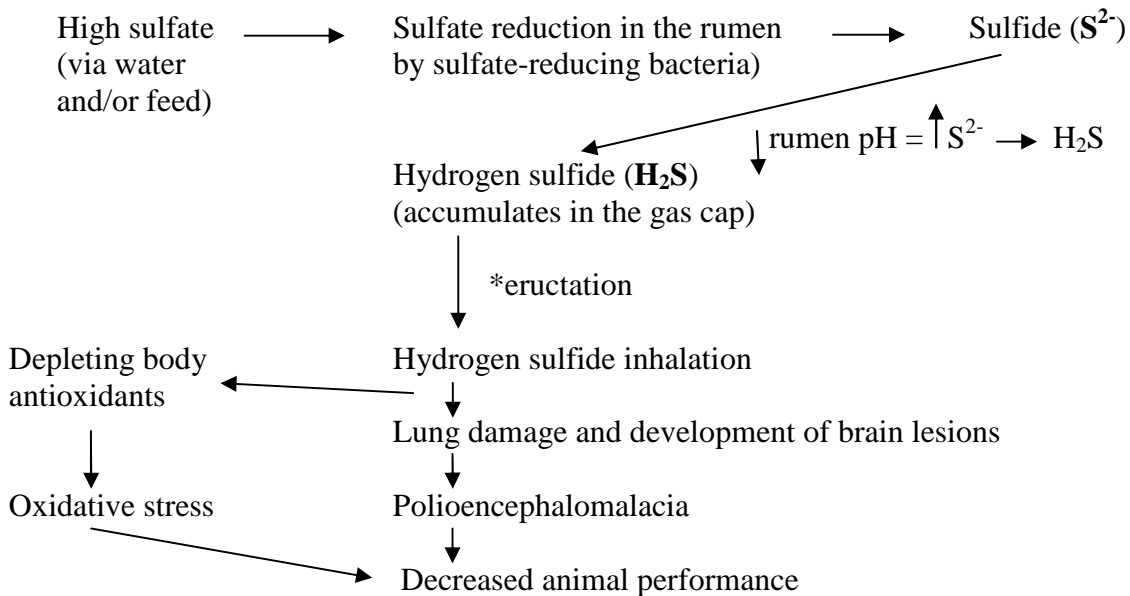 High sulfate
(via water
and/or feed)
Sulfate reduction in the rumen
by sulfate-reducing bacteria)
Sulfide (S²⁻)
rumen pH = S²⁻ H₂S
Hydrogen sulfide (H₂S)
(accumulates in the gas cap)
*eructation
Depleting body
antioxidants
Hydrogen sulfide inhalation
Lung damage and development of brain lesions
Oxidative stress
Polioencephalomalacia
Decreased animal performance